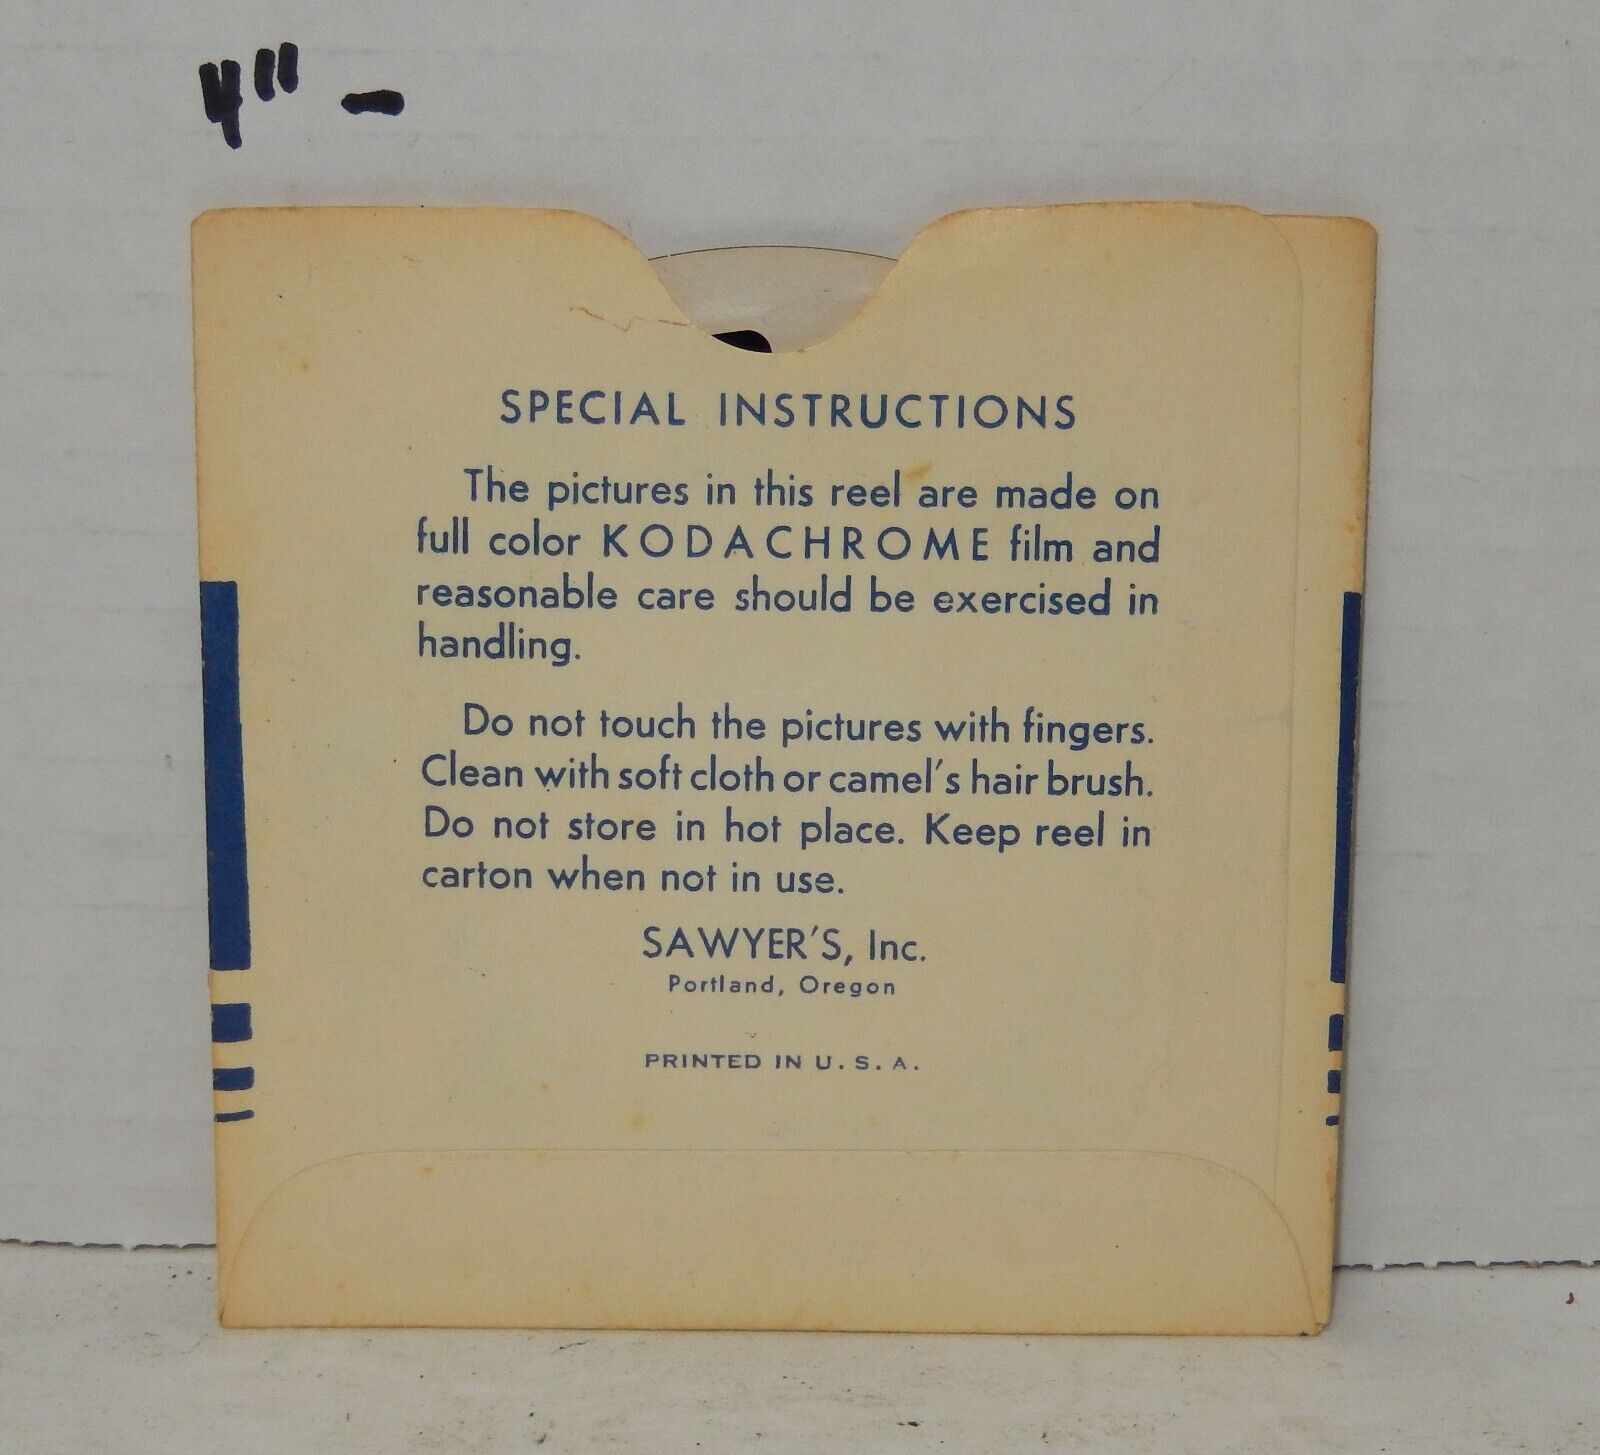 4" -
SPECIAL INSTRUCTIONS
The pictures in this reel are made on
full color KODACHROME film and
reasonable care should be exercised in
handling.
Do not touch the pictures with fingers.
Clean with soft cloth or camel's hair brush.
Do not store in hot place. Keep reel in
carton when not in use.
SAWYER'S, Inc.
Portland, Oregon
PRINTED IN U. S. A.